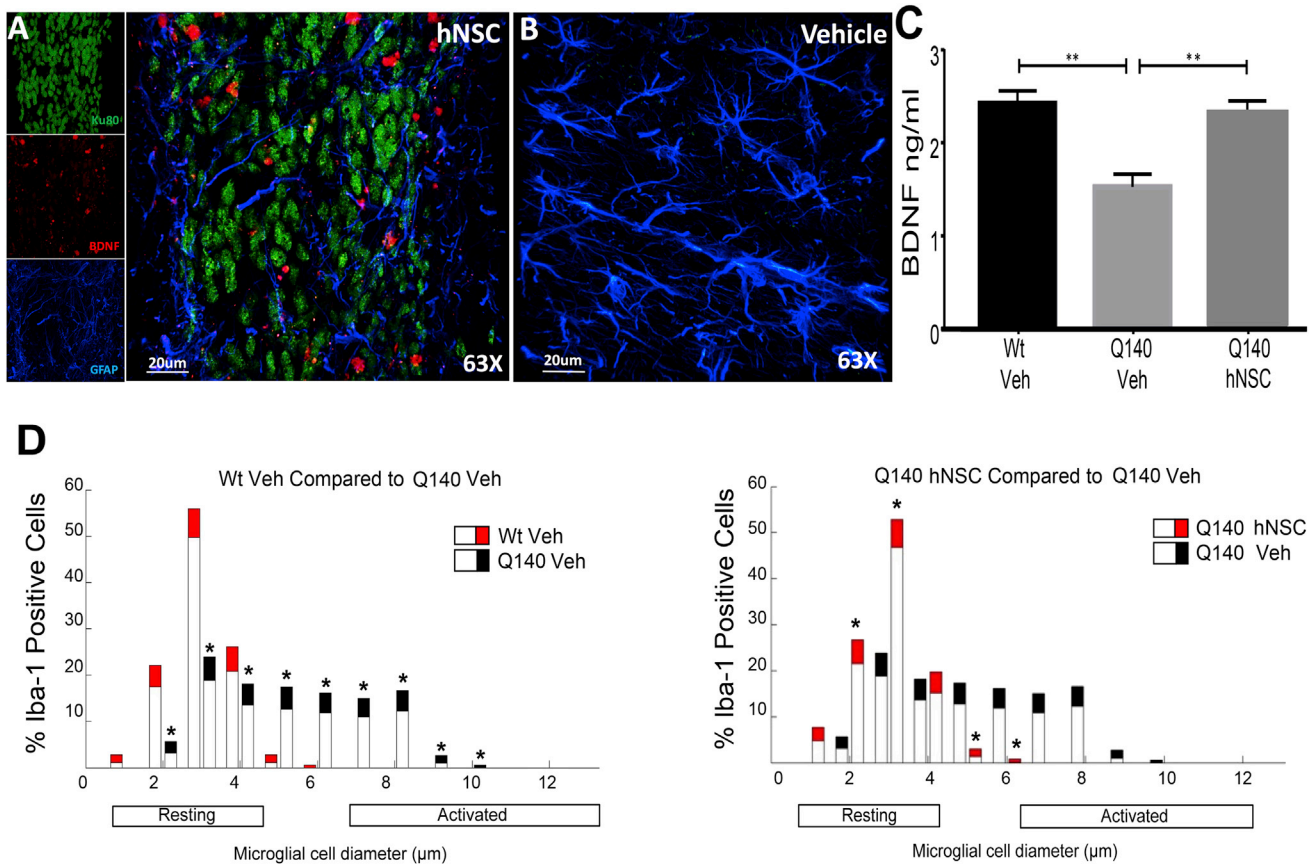 A
hNSC
Ku80
BDNF
GFAP
20um
63X
B
Vehicle
20um
63X
C
BDNF ng/ml
3
2
1
0
** **
Wt Veh
Q140 Veh
Q140 hNSC
D
Wt Veh Compared to Q140 Veh
% Iba-1 Positive Cells
60
50
40
30
20
10
Wt Veh
Q140 Veh
* * * * * * * * *
0 2 4 6 8 10 12
Resting
Activated
Microglial cell diameter (µm)
Q140 hNSC Compared to Q140 Veh
% Iba-1 Positive Cells
60
50
40
30
20
10
Q140 hNSC
Q140 Veh
* * * *
0 2 4 6 8 10 12
Resting
Activated
Microglial cell diameter (µm)